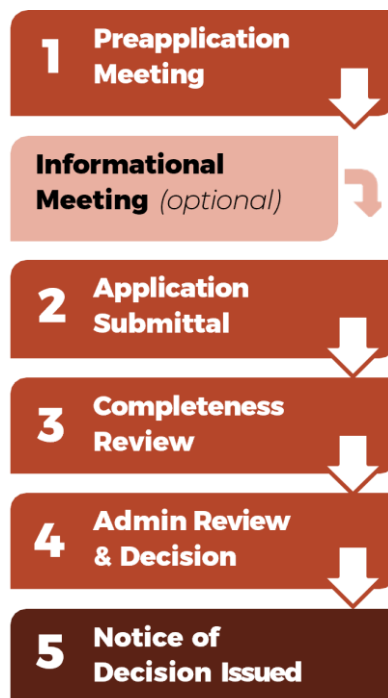 1 Preapplication
Meeting
Informational
Meeting (optional)
2 Application
Submittal
3 Completeness
Review
4 Admin Review
& Decision
5 Notice of
Decision Issued